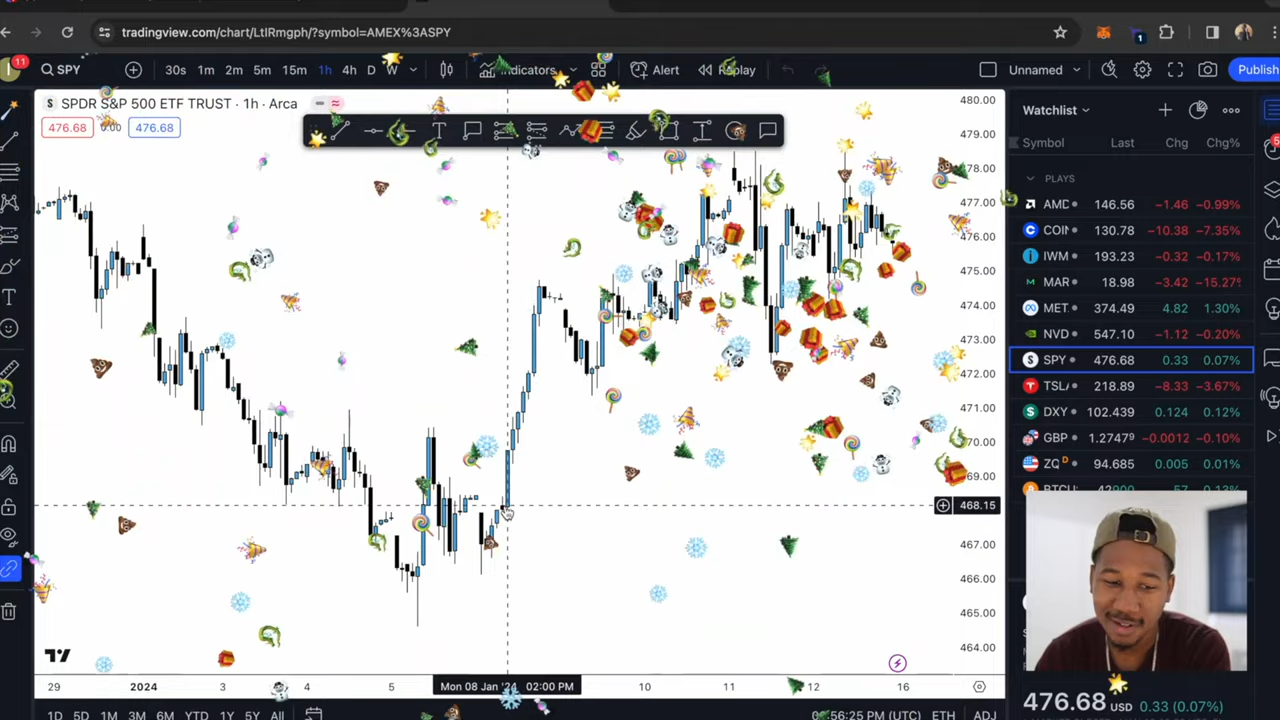 tradingview.com/chart/LtlRmgph/?symbol=AMEX%3ASPY
11 SPY 30s 1m 2m 5m 15m 1h 4h D W Indicators Alert Replay Unnamed Publish
SPDR S&P 500 ETF TRUST · 1h · Arca
476.68 0.00 476.68
480.00
479.00
478.00
477.00
476.00
475.00
474.00
473.00
472.00
471.00
470.00
469.00
468.15
467.00
466.00
465.00
464.00
29 2024 3 4 5 Mon 08 Jan '24 02:00 PM 10 11 12 16
1D 5D 1M 3M 6M YTD 1Y 5Y All
56:25 PM (UTC) ETH ADJ
Watchlist
Symbol Last Chg Chg%
PLAYS
AMD 146.56 −1.46 −0.99%
COIN 130.78 −10.38 −7.35%
IWM 193.23 −0.32 −0.17%
MAR 18.98 −3.42 −15.27%
MET 374.49 4.82 1.30%
NVD 547.10 −1.12 −0.20%
SPY 476.68 0.33 0.07%
TSLA 218.89 −8.33 −3.67%
DXY 102.439 0.124 0.12%
GBP 1.27479 −0.0012 −0.10%
ZQ D 94.685 0.005 0.01%
BTCU 42900 57 0.13%
476.68 USD 0.33 (0.07%)